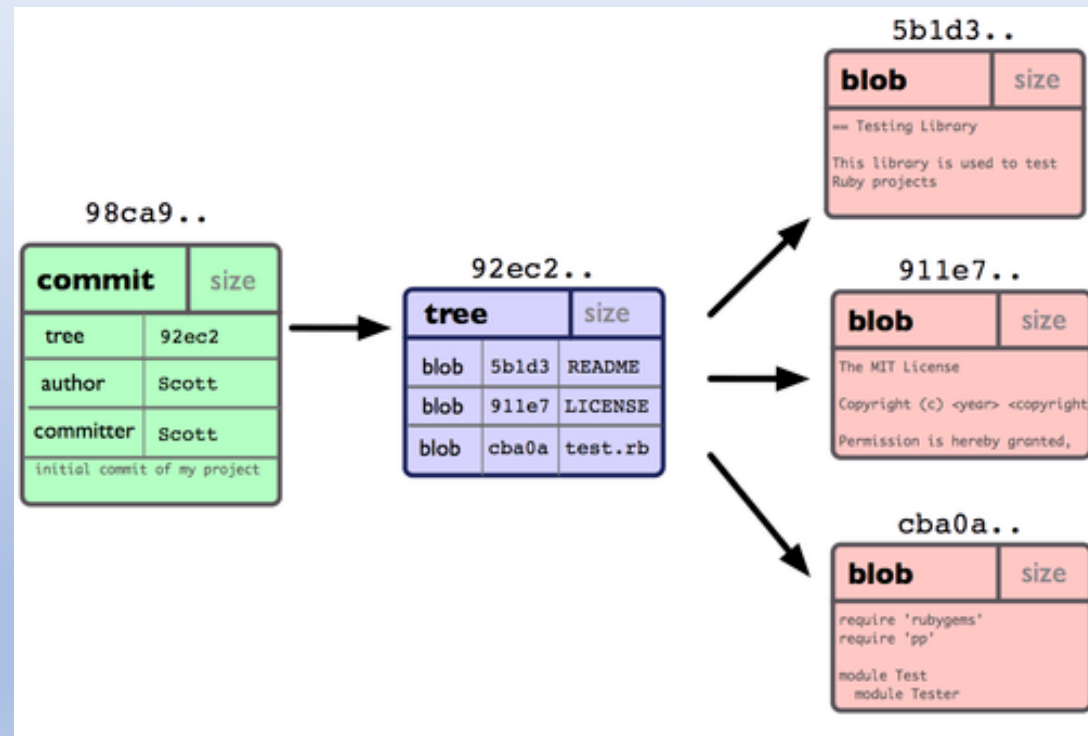 98ca9..
commit size
tree 92ec2
author Scott
committer Scott
initial commit of my project
92ec2..
tree size
blob 5b1d3 README
blob 911e7 LICENSE
blob cba0a test.rb
5b1d3..
blob size
== Testing Library
This library is used to test
Ruby projects
911e7..
blob size
The MIT License
Copyright (c) <year> <copyright
Permission is hereby granted,
cba0a..
blob size
require 'rubygems'
require 'pp'
module Test
module Tester